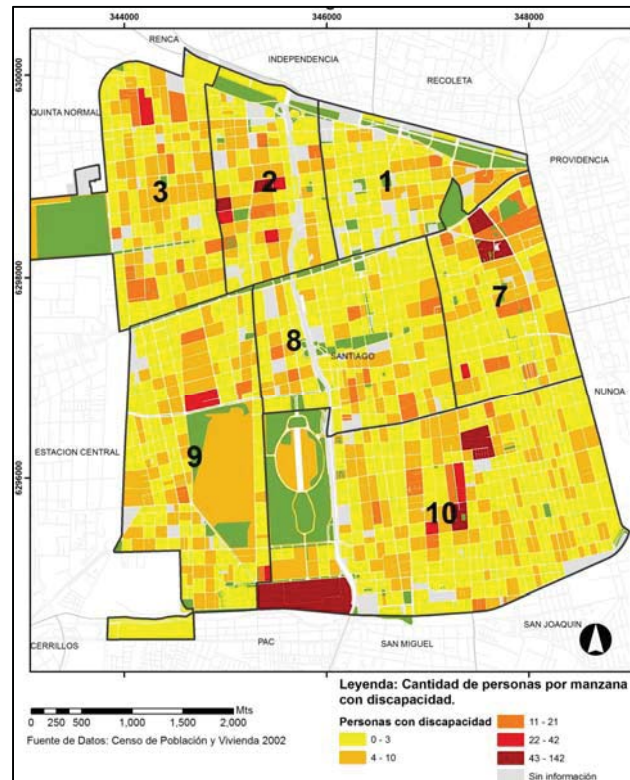 344000 346000 348000
RENCA
INDEPENDENCIA
RECOLETA
6300000
QUINTA NORMAL
PROVIDENCIA
3
2
1
6298000
7
8
SANTIAGO
NUNOA
ESTACION CENTRAL
9
6296000
10
SAN JOAQUIN
CERRILLOS
PAC
SAN MIGUEL
Mts
0 250 500 1,000 1,500 2,000
Fuente de Datos: Censo de Población y Vivienda 2002
Leyenda: Cantidad de personas por manzana
con discapacidad.
Personas con discapacidad
0 - 3
4 - 10
11 - 21
22 - 42
43 - 142
Sin información